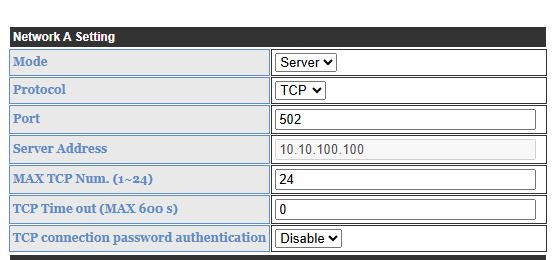 Network A Setting
Mode Server
Protocol TCP
Port 502
Server Address 10.10.100.100
MAX TCP Num. (1~24) 24
TCP Time out (MAX 600 s) 0
TCP connection password authentication Disable